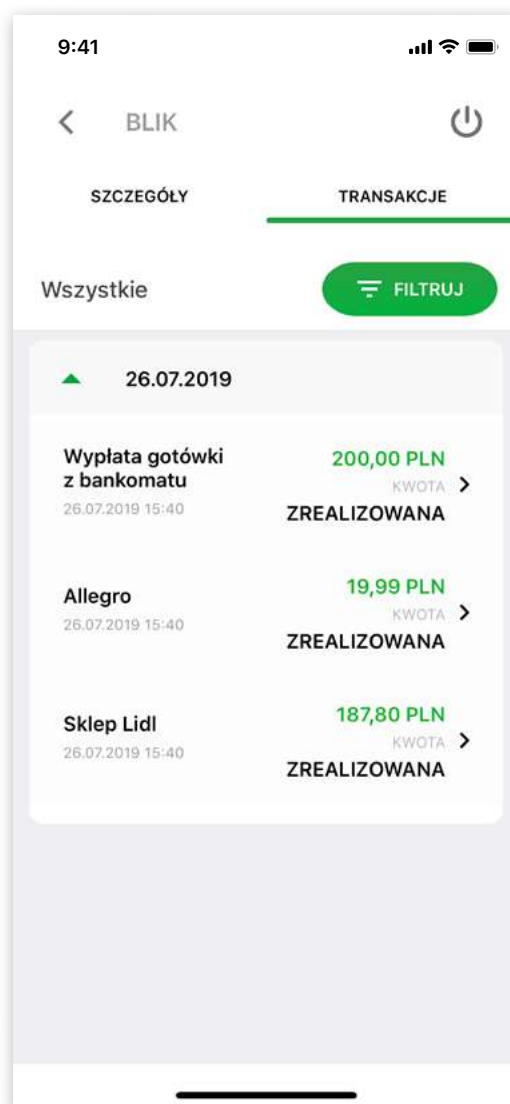 9:41
BLIK
SZCZEGÓŁY TRANSAKCJE
Wszystkie FILTRUJ
26.07.2019
Wypłata gotówki
z bankomatu
26.07.2019 15:40
200,00 PLN
KWOTA
ZREALIZOWANA
Allegro
26.07.2019 15:40
19,99 PLN
KWOTA
ZREALIZOWANA
Sklep Lidl
26.07.2019 15:40
187,80 PLN
KWOTA
ZREALIZOWANA